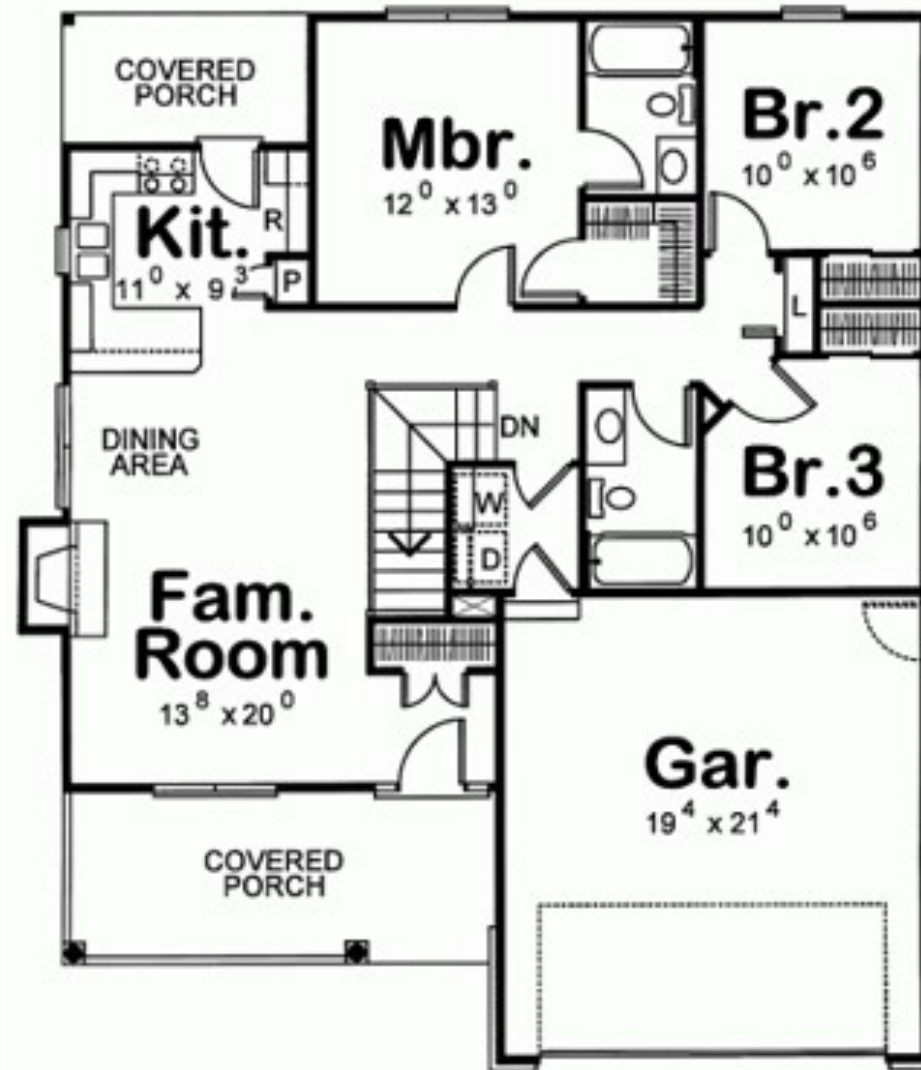 COVERED
PORCH
Mbr.
12⁰ x 13⁰
Br.2
10⁰ x 10⁶
Kit.
11⁰ x 9³
R
P
L
DINING
AREA
DN
W
D
Br.3
10⁰ x 10⁶
Fam.
Room
13⁸ x 20⁰
Gar.
19⁴ x 21⁴
COVERED
PORCH